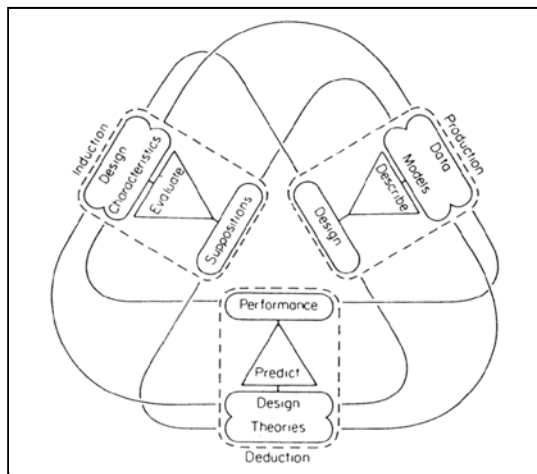 Induction
Design
Characteristics
Evaluate
Suppositions
Production
Data
Models
Describe
Design
Performance
Predict
Design
Theories
Deduction